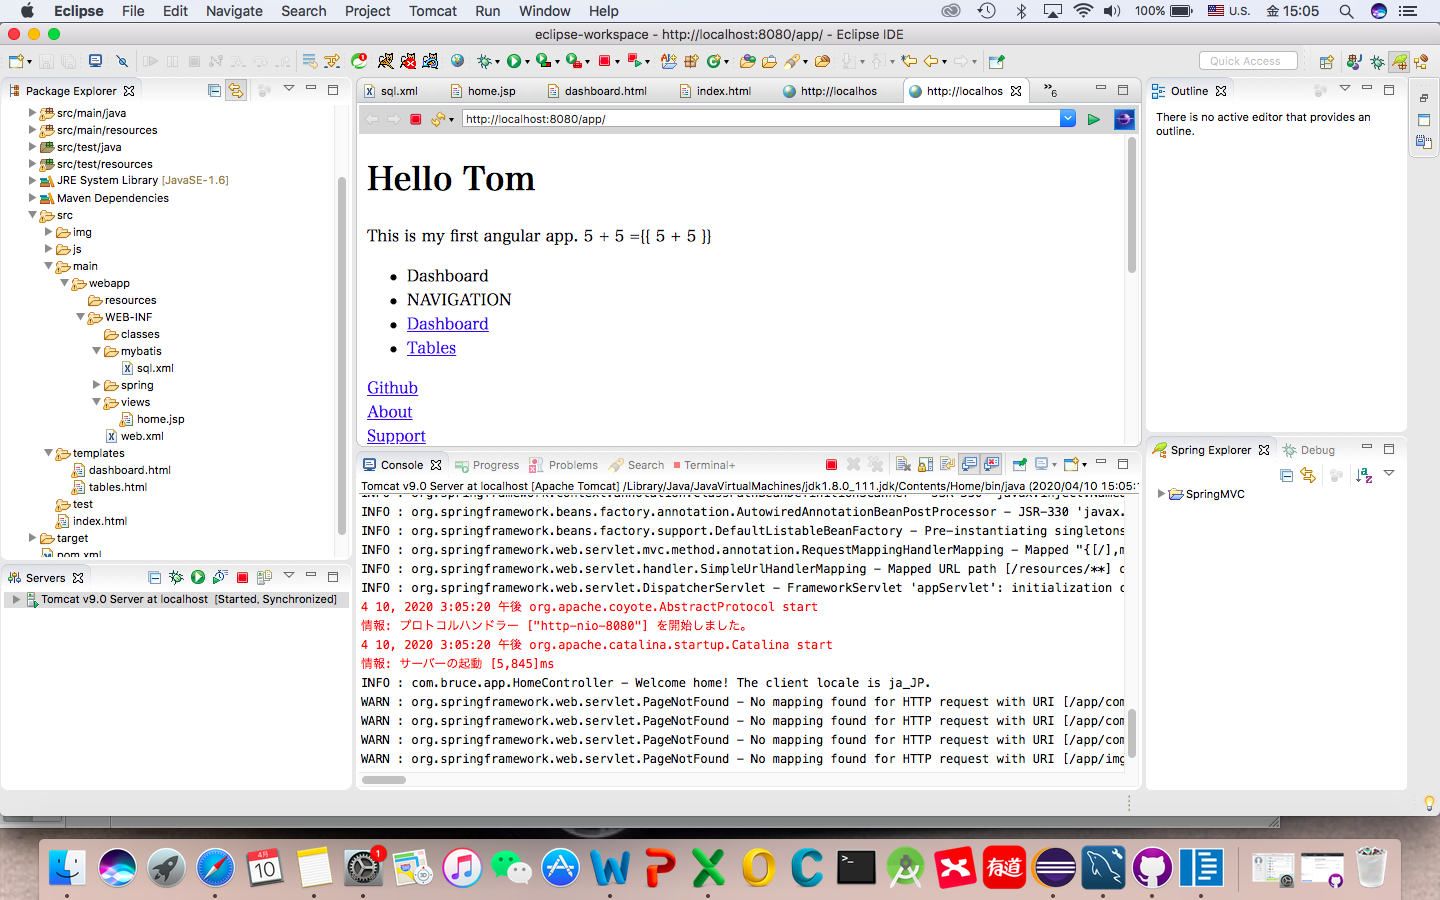 Eclipse File Edit Navigate Search Project Tomcat Run Window Help 100% U.S. 金 15:05
eclipse-workspace - http://localhost:8080/app/ - Eclipse IDE
Quick Access
Package Explorer
src/main/java
src/main/resources
src/test/java
src/test/resources
JRE System Library [JavaSE-1.6]
Maven Dependencies
src
img
js
main
webapp
resources
WEB-INF
classes
mybatis
sql.xml
spring
views
home.jsp
web.xml
templates
dashboard.html
tables.html
test
index.html
target
pom.xml
Servers
Tomcat v9.0 Server at localhost [Started, Synchronized]
sql.xml home.jsp dashboard.html index.html http://localhos http://localhos »6
http://localhost:8080/app/
Hello Tom
This is my first angular app. 5 + 5 ={{ 5 + 5 }}
• Dashboard
• NAVIGATION
• Dashboard
• Tables
Github
About
Support
Console Progress Problems Search Terminal+
Tomcat v9.0 Server at localhost [Apache Tomcat] /Library/Java/JavaVirtualMachines/jdk1.8.0_111.jdk/Contents/Home/bin/java (2020/04/10 15:05:1
INFO : org.springframework.beans.factory.annotation.AutowiredAnnotationBeanPostProcessor - JSR-330 'javax.
INFO : org.springframework.beans.factory.support.DefaultListableBeanFactory - Pre-instantiating singletons
INFO : org.springframework.web.servlet.mvc.method.annotation.RequestMappingHandlerMapping - Mapped "{[/],m
INFO : org.springframework.web.servlet.handler.SimpleUrlHandlerMapping - Mapped URL path [/resources/**] o
INFO : org.springframework.web.servlet.DispatcherServlet - FrameworkServlet 'appServlet': initialization c
4 10, 2020 3:05:20 午後 org.apache.coyote.AbstractProtocol start
情報: プロトコルハンドラー ["http-nio-8080"] を開始しました。
4 10, 2020 3:05:20 午後 org.apache.catalina.startup.Catalina start
情報: サーバーの起動 [5,845]ms
INFO : com.bruce.app.HomeController - Welcome home! The client locale is ja_JP.
WARN : org.springframework.web.servlet.PageNotFound - No mapping found for HTTP request with URI [/app/com
WARN : org.springframework.web.servlet.PageNotFound - No mapping found for HTTP request with URI [/app/com
WARN : org.springframework.web.servlet.PageNotFound - No mapping found for HTTP request with URI [/app/com
WARN : org.springframework.web.servlet.PageNotFound - No mapping found for HTTP request with URI [/app/img
Outline
There is no active editor that provides an
outline.
Spring Explorer Debug
SpringMVC
4月
10
1
3D
W P X O C
有道